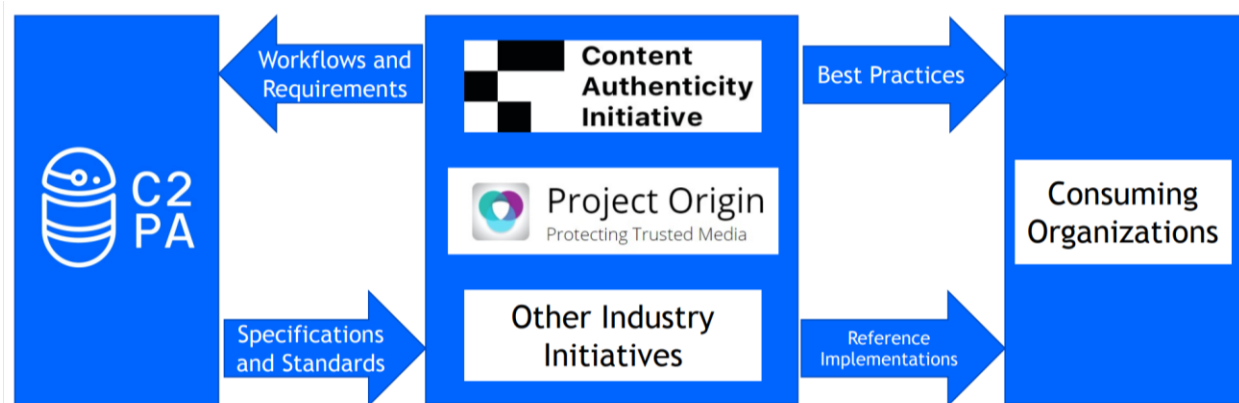 C2
PA
Workflows and
Requirements
Specifications
and Standards
Content
Authenticity
Initiative
Project Origin
Protecting Trusted Media
Other Industry
Initiatives
Best Practices
Reference
Implementations
Consuming
Organizations